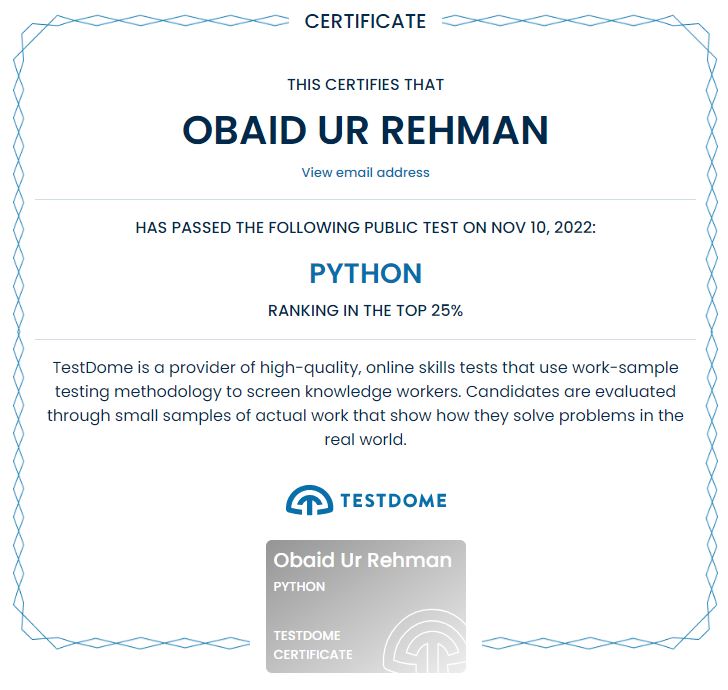 CERTIFICATE
THIS CERTIFIES THAT
OBAID UR REHMAN
View email address
HAS PASSED THE FOLLOWING PUBLIC TEST ON NOV 10, 2022:
PYTHON
RANKING IN THE TOP 25%
TestDome is a provider of high-quality, online skills tests that use work-sample
testing methodology to screen knowledge workers. Candidates are evaluated
through small samples of actual work that show how they solve problems in the
real world.
TESTDOME
Obaid Ur Rehman
PYTHON
TESTDOME
CERTIFICATE